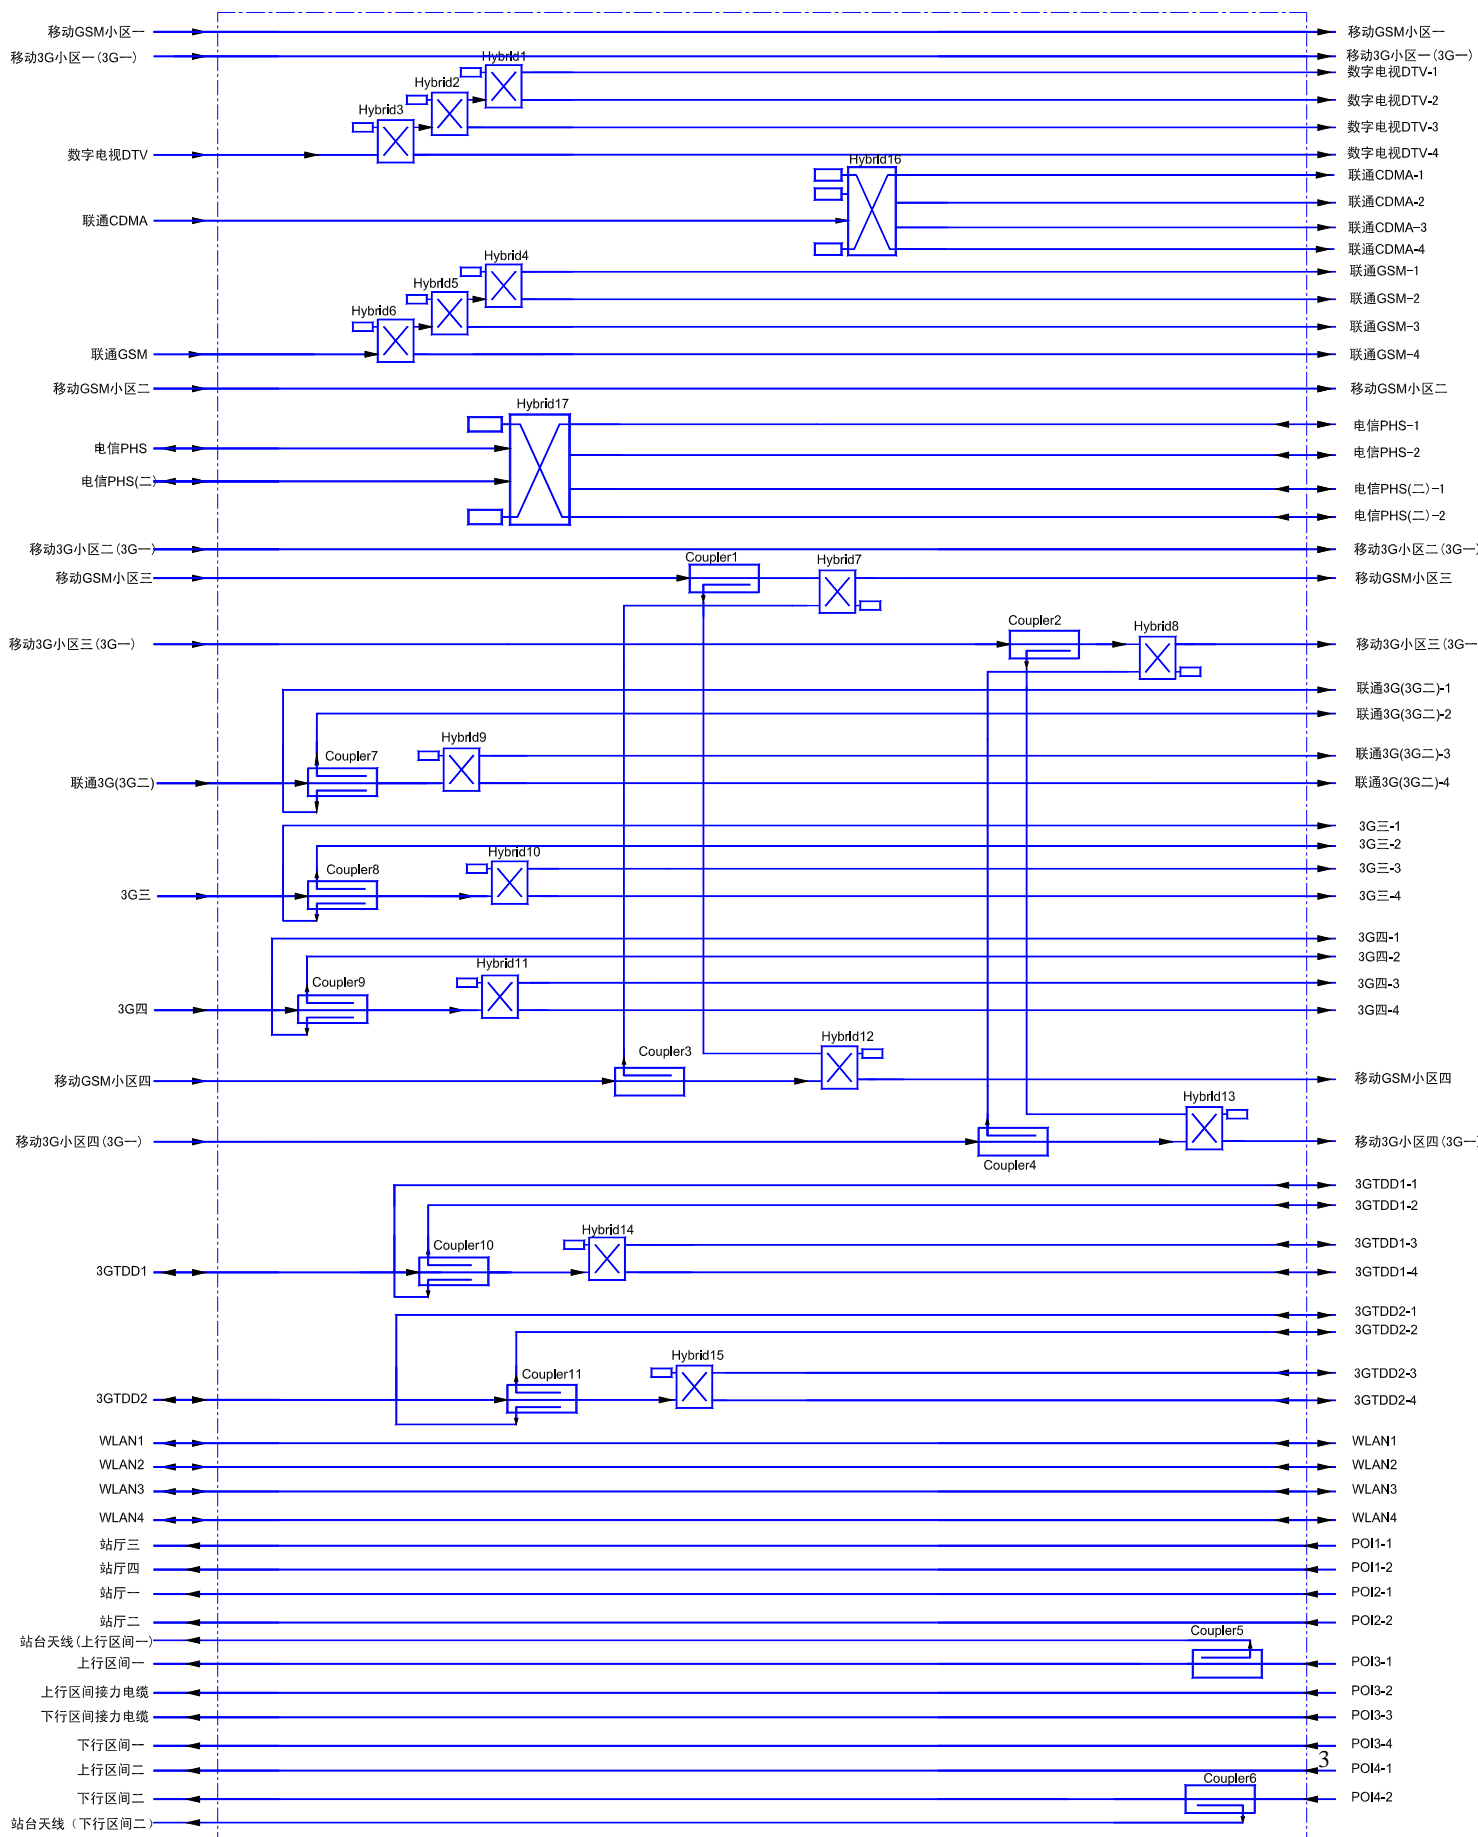 移动GSM小区一 移动GSM小区一
移动3G小区一(3G一) 移动3G小区一(3G一)
Hybrid1
数字电视DTV-1
Hybrid2
数字电视DTV-2
Hybrid3
数字电视DTV-3
数字电视DTV 数字电视DTV-4
Hybrid16
联通CDMA-1
联通CDMA-2
联通CDMA 联通CDMA-3
联通CDMA-4
Hybrid4
联通GSM-1
Hybrid5
联通GSM-2
Hybrid6
联通GSM-3
联通GSM 联通GSM-4
移动GSM小区二 移动GSM小区二
Hybrid17
电信PHS-1
电信PHS 电信PHS-2
电信PHS(二) 电信PHS(二)-1
电信PHS(二)-2
移动3G小区二(3G一) 移动3G小区二(3G一)
Coupler1 Hybrid7
移动GSM小区三 移动GSM小区三
Coupler2 Hybrid8
移动3G小区三(3G一) 移动3G小区三(3G一
联通3G(3G二)-1
联通3G(3G二)-2
Hybrid9
Coupler7 联通3G(3G二)-3
联通3G(3G二) 联通3G(3G二)-4
3G三-1
3G三-2
Hybrid10
Coupler8 3G三-3
3G三 3G三-4
3G四-1
3G四-2
Hybrid11
Coupler9 3G四-3
3G四 3G四-4
Hybrid12
Coupler3
移动GSM小区四 移动GSM小区四
Hybrid13
移动3G小区四(3G一) 移动3G小区四(3G一)
Coupler4
3GTDD1-1
3GTDD1-2
Hybrid14
Coupler10 3GTDD1-3
3GTDD1 3GTDD1-4
3GTDD2-1
3GTDD2-2
Hybrid15
Coupler11 3GTDD2-3
3GTDD2 3GTDD2-4
WLAN1 WLAN1
WLAN2 WLAN2
WLAN3 WLAN3
WLAN4 WLAN4
站厅三 POI1-1
站厅四 POI1-2
站厅一 POI2-1
站厅二 POI2-2
Coupler5
站台天线(上行区间一)
上行区间一 POI3-1
上行区间接力电缆 POI3-2
下行区间接力电缆 POI3-3
下行区间一 POI3-4
3
上行区间二 POI4-1
Coupler6
下行区间二 POI4-2
站台天线（下行区间二）